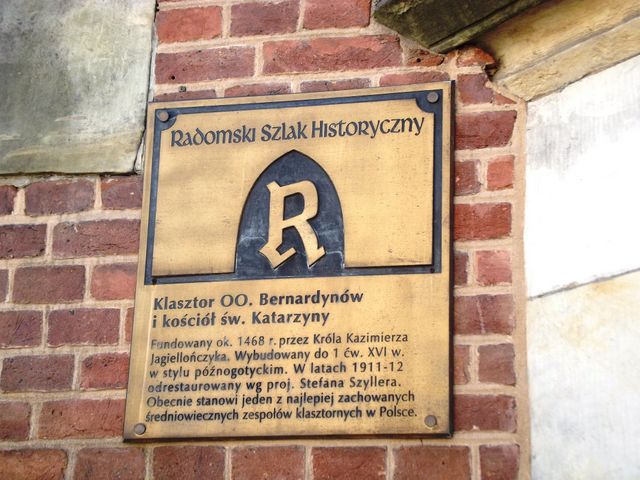 Radomski Szlak Historyczny
R
Klasztor OO. Bernardynów
i kościół św. Katarzyny
Fundowany ok. 1468 r. przez Króla Kazimierza
Jagiellończyka. Wybudowany do 1 ćw. XVI w.
w stylu późnogotyckim. W latach 1911-12
odrestaurowany wg proj. Stefana Szyllera.
Obecnie stanowi jeden z najlepiej zachowanych
średniowiecznych zespołów klasztornych w Polsce.